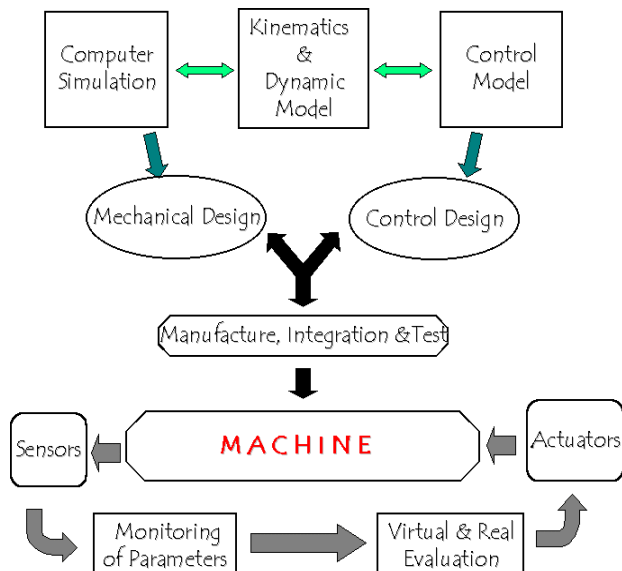 Computer
Simulation
Kinematics
&
Dynamic
Model
Control
Model
Mechanical Design
Control Design
Manufacture, Integration &Test
MACHINE
Sensors
Actuators
Monitoring
of Parameters
Virtual & Real
Evaluation